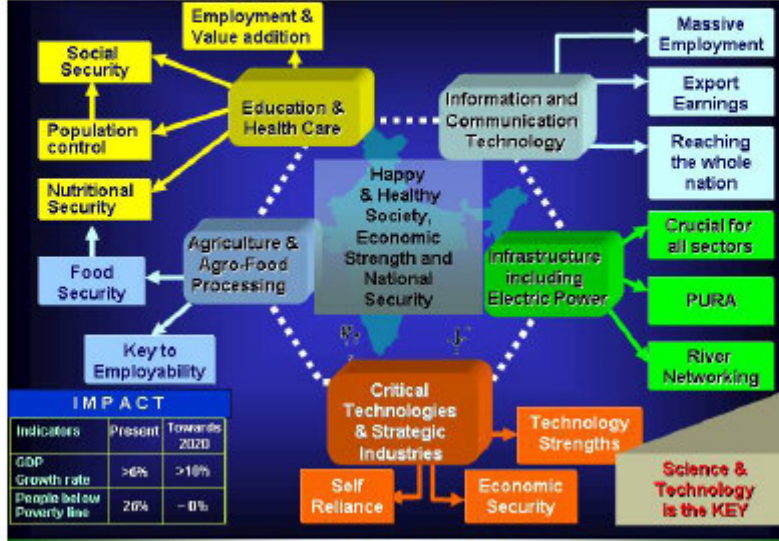 Employment &
Value addition
Social
Security
Population
control
Nutritional
Security
Education &
Health Care
Information and
Communication
Technology
Massive
Employment
Export
Earnings
Reaching
the whole
nation
Happy
& Healthy
Society,
Economic
Strength and
National
Security
Agriculture &
Agro-Food
Processing
Food
Security
Key to
Employability
Infrastructure
including
Electric Power
Crucial for
all sectors
PURA
River
Networking
Critical
Technologies
& Strategic
Industries
Technology
Strengths
Self
Reliance
Economic
Security
IMPACT
Indicators Present Towards
2020
GDP
Growth rate >6% >10%
People below
Poverty line 26% ~0%
Science &
Technology
is the KEY